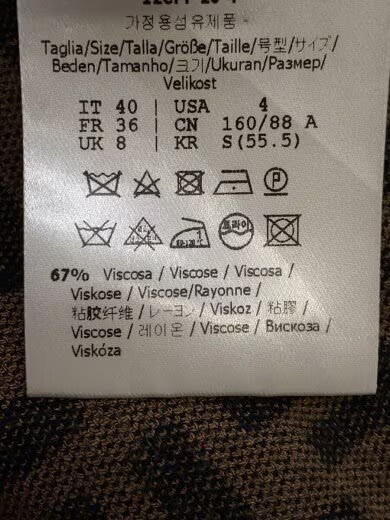 가정용섬유제품 -
Taglia/Size/Talla/Größe/Taille/号型/サイズ/
Beden/Tamanho/크기/Ukuran/Размер/
Velikost
IT 40 | USA 4
FR 36 | CN 160/88 A
UK 8 | KR S(55.5)
P
드라이
67% Viscosa / Viscose / Viscosa /
Viskose / Viscose/Rayonne /
粘胶纤维 / レーヨン / Viskoz / 粘膠 /
Viscose / 레이온 / Viscose / Вискоза /
Viskóza